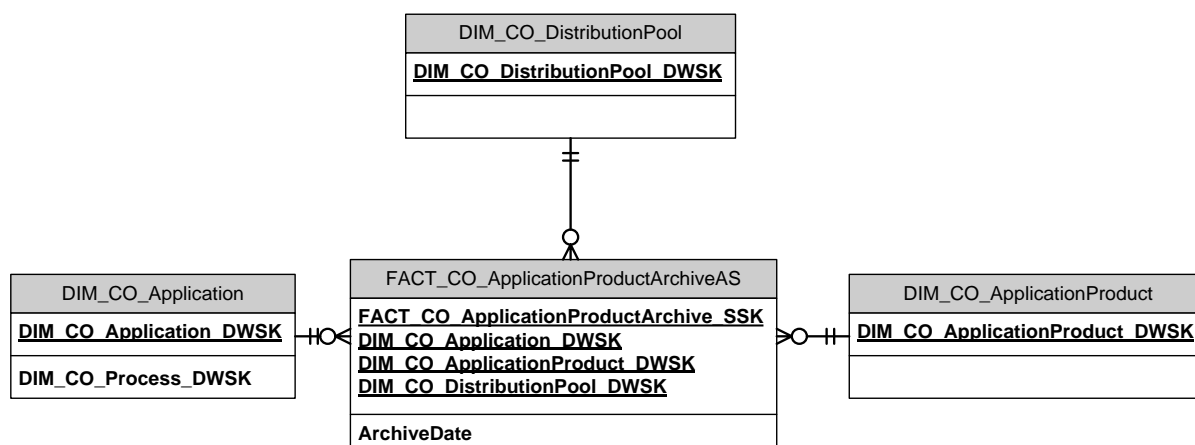 DIM_CO_DistributionPool
DIM_CO_DistributionPool_DWSK
DIM_CO_Application
DIM_CO_Application_DWSK
DIM_CO_Process_DWSK
FACT_CO_ApplicationProductArchiveAS
FACT_CO_ApplicationProductArchive_SSK
DIM_CO_Application_DWSK
DIM_CO_ApplicationProduct_DWSK
DIM_CO_DistributionPool_DWSK
ArchiveDate
DIM_CO_ApplicationProduct
DIM_CO_ApplicationProduct_DWSK